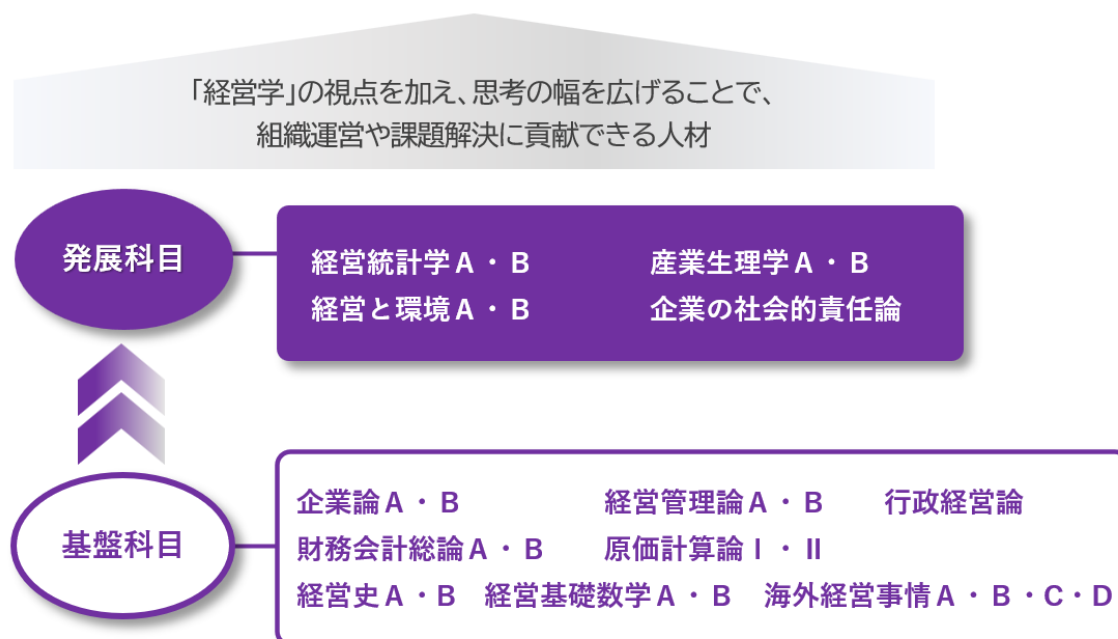 「経営学」の視点を加え、思考の幅を広げることで、
組織運営や課題解決に貢献できる人材
発展科目
経営統計学A・B 産業生理学A・B
経営と環境A・B 企業の社会的責任論
基盤科目
企業論A・B 経営管理論A・B 行政経営論
財務会計総論A・B 原価計算論Ⅰ・Ⅱ
経営史A・B 経営基礎数学A・B 海外経営事情A・B・C・D